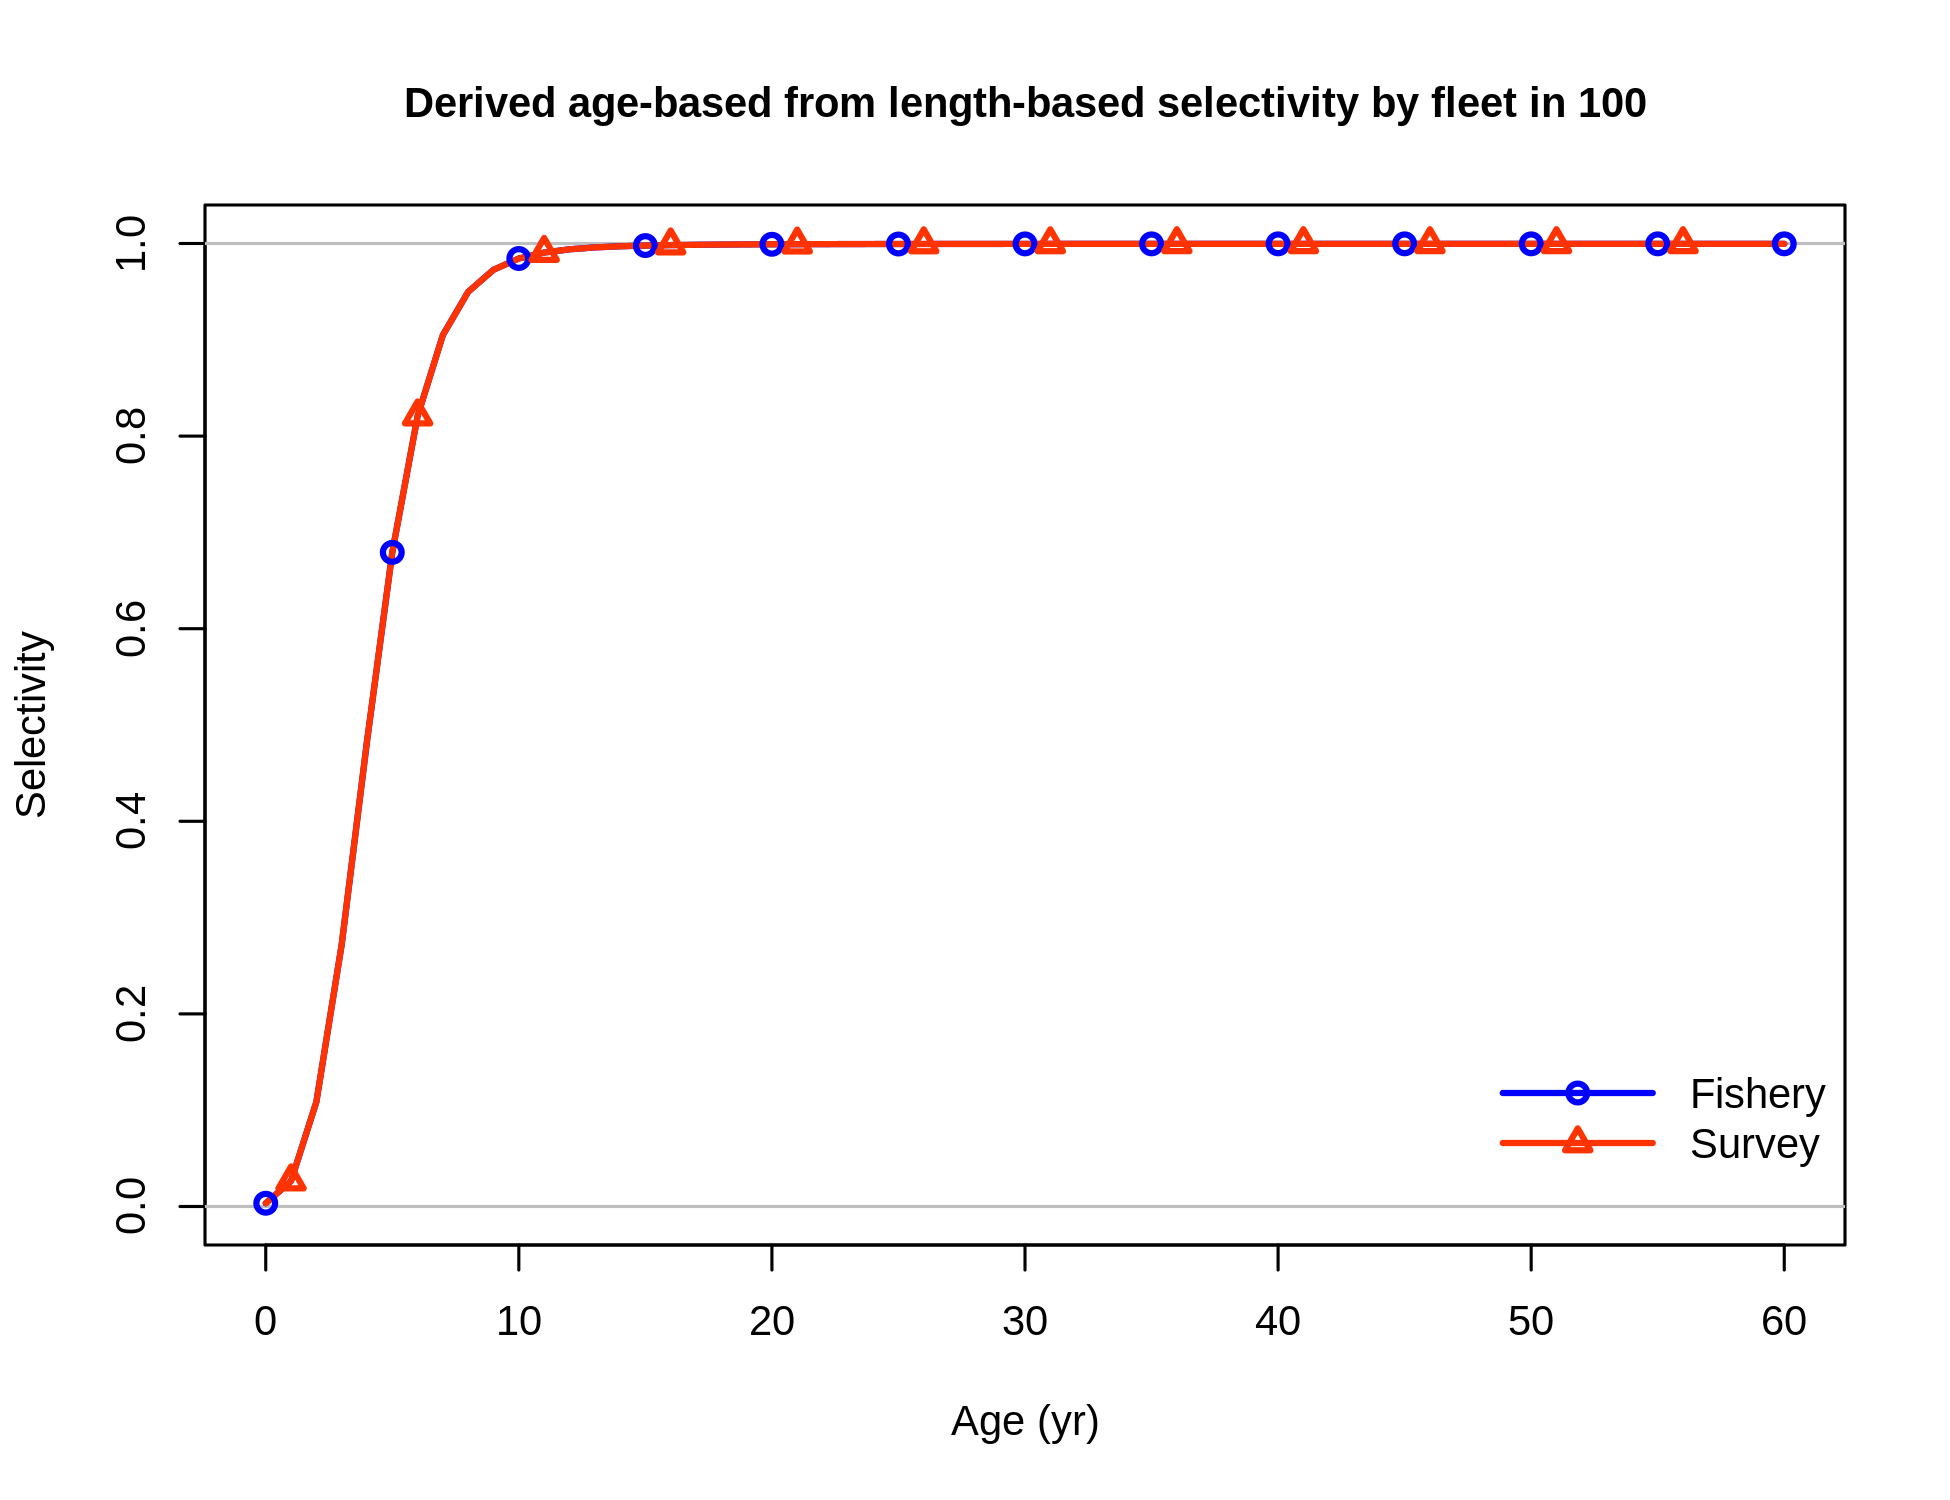 Derived age-based from length-based selectivity by fleet in 100
Selectivity
1.0
0.8
0.6
0.4
0.2
0.0
Fishery
Survey
0 10 20 30 40 50 60
Age (yr)